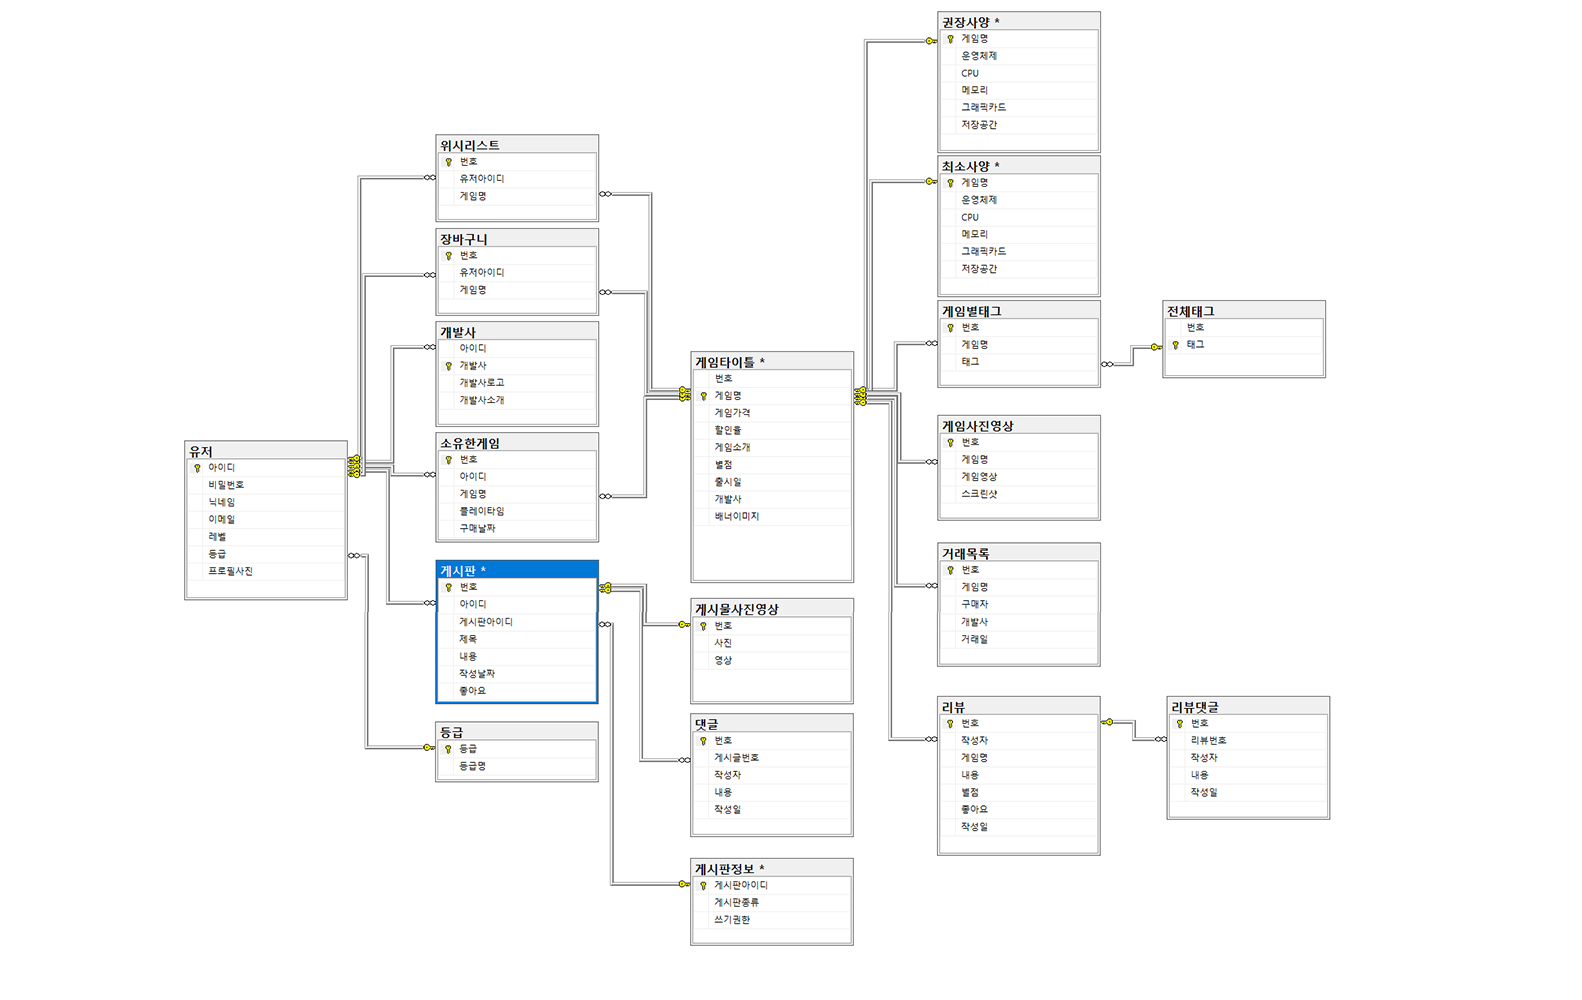 유저
아이디
비밀번호
닉네임
이메일
레벨
등급
프로필사진
위시리스트
번호
유저아이디
게임명
장바구니
번호
유저아이디
게임명
개발사
아이디
개발사
개발사로고
개발사소개
소유한게임
번호
아이디
게임명
플레이타임
구매날짜
게시판 *
번호
아이디
게시판아이디
제목
내용
작성날짜
좋아요
등급
등급
등급명
게임타이틀 *
번호
게임명
게임가격
할인율
게임소개
별점
출시일
개발사
배너이미지
게시물사진영상
번호
사진
영상
댓글
번호
게시글번호
작성자
내용
작성일
게시판정보 *
게시판아이디
게시판종류
쓰기권한
권장사양 *
게임명
운영체제
CPU
메모리
그래픽카드
저장공간
최소사양 *
게임명
운영체제
CPU
메모리
그래픽카드
저장공간
게임별태그
번호
게임명
태그
게임사진영상
번호
게임명
게임영상
스크린샷
거래목록
번호
게임명
구매자
개발사
거래일
리뷰
번호
작성자
게임명
내용
별점
좋아요
작성일
전체태그
번호
태그
리뷰댓글
번호
리뷰번호
작성자
내용
작성일